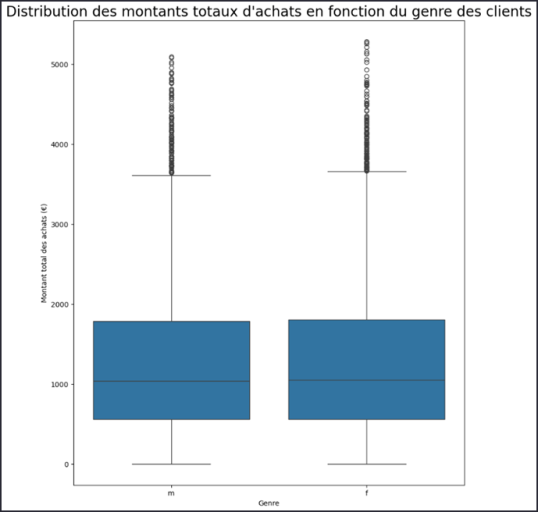 Distribution des montants totaux d'achats en fonction du genre des clients
Montant total des achats (€)
5000
4000
3000
2000
1000
0
m
f
Genre